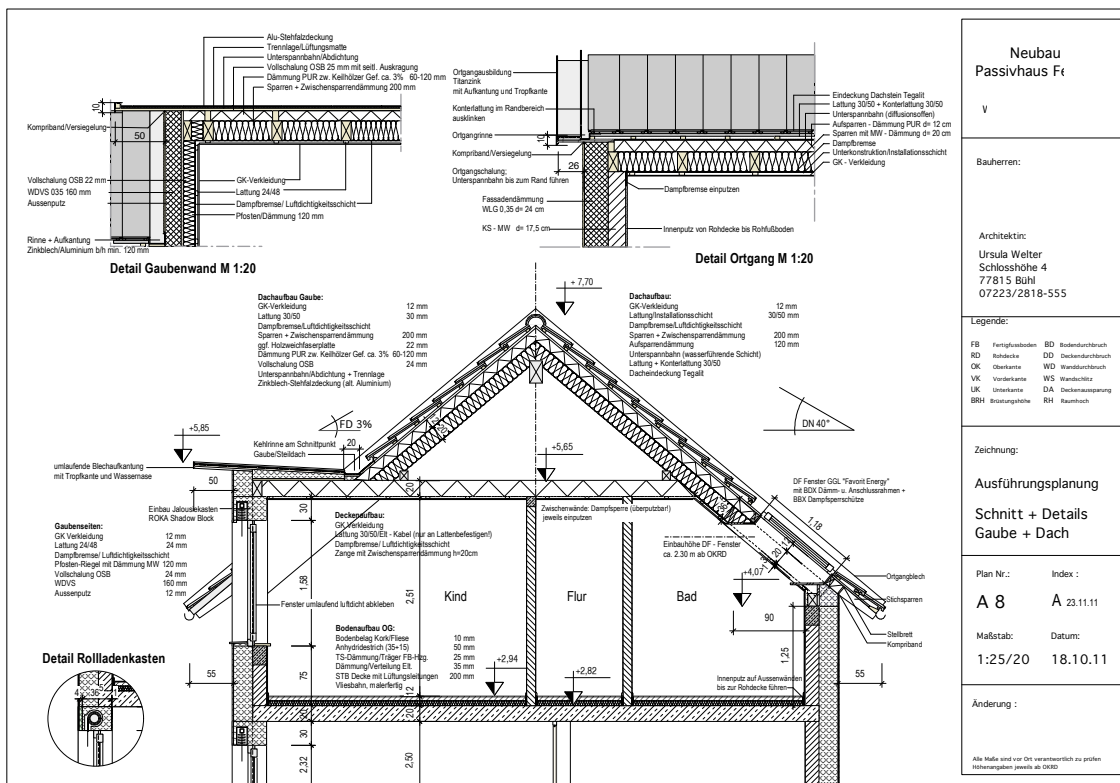 Alu-Stehfalzdeckung
Trennlage/Lüftungsmatte
Unterspannbahn/Abdichtung
Vollschalung OSB 25 mm mit seitl. Auskragung
Dämmung PUR zw. Keilhölzer Gef. ca. 3% 60-120 mm
Sparren + Zwischensparrendämmung 200 mm
10
Kompriband/Versiegelung
50
Vollschalung OSB 22 mm
WDVS 035 160 mm
Aussenputz
GK-Verkleidung
Lattung 24/48
Dampfbremse/ Luftdichtigkeitsschicht
Pfosten/Dämmung 120 mm
Rinne + Aufkantung
Zinkblech/Aluminium b/h min. 120 mm
Detail Gaubenwand M 1:20
Ortgangausbildung
Titanzink
mit Aufkantung und Tropfkante
Konterlattung im Randbereich
ausklinken
Ortgangrinne
10
Kompriband/Versiegelung
26
Ortgangschalung;
Unterspannbahn bis zum Rand führen
Fassadendämmung
WLG 0,35 d= 24 cm
KS - MW d= 17,5 cm
Eindeckung Dachstein Tegalit
Lattung 30/50 + Konterlattung 30/50
Unterspannbahn (diffusionsoffen)
Aufsparren - Dämmung PUR d= 12 cm
Sparren mit MW - Dämmung d= 20 cm
Dampfbremse
Unterkonstruktion/Installationsschicht
GK - Verkleidung
Dampfbremse einputzen
Innenputz von Rohdecke bis Rohfußboden
Detail Ortgang M 1:20
Dachaufbau Gaube:
GK-Verkleidung 12 mm
Lattung 30/50 30 mm
Dampfbremse/Luftdichtigkeitsschicht
Sparren + Zwischensparrendämmung 200 mm
ggf. Holzweichfaserplatte 22 mm
Dämmung PUR zw. Keilhölzer Gef. ca. 3% 60-120 mm
Vollschalung OSB 24 mm
Unterspannbahn/Abdichtung + Trennlage
Zinkblech-Stehfalzdeckung (alt. Aluminium)
+ 7,70
Dachaufbau:
GK-Verkleidung 12 mm
Lattung/Installationsschicht 30/50 mm
Dampfbremse/Luftdichtigkeitsschicht
Sparren + Zwischensparrendämmung 200 mm
Aufsparrendämmung 120 mm
Unterspannbahn (wasserführende Schicht)
Lattung + Konterlattung 30/50
Dacheindeckung Tegalit
FD 3%
DN 40°
+5,85
Kehlrinne am Schnittpunkt
Gaube/Steildach
20
+5,65
umlaufende Blechaufkantung
mit Tropfkante und Wassernase
50
Einbau Jalousiekasten
ROKA Shadow Block
DF Fenster GGL "Favorit Energy"
mit BDX Dämm- u. Anschlussrahmen +
BBX Dampfsperrschütze
1,18
Gaubenseiten:
GK Verkleidung 12 mm
Lattung 24/48 24 mm
Dampfbremse/ Luftdichtigkeitsschicht
Pfosten-Riegel mit Dämmung MW 120 mm
Vollschalung OSB 24 mm
WDVS 160 mm
Aussenputz 12 mm
20
30
1,58
2,51
Deckenaufbau:
GK Verkleidung
Lattung 30/50/Elt - Kabel (nur an Lattenbefestigen!)
Dampfbremse/ Luftdichtigkeitsschicht
Zange mit Zwischensparrendämmung h=20cm
Zwischenwände: Dampfsperre (überputzbar!)
jeweils einputzen
Einbauhöhe DF - Fenster
ca. 2.30 m ab OKRD
20
+4,07
Ortgangblech
Stichsparren
Fenster umlaufend luftdicht abkleben
Kind
Flur
Bad
90
Stellbrett
Kompriband
Bodenaufbau OG:
Bodenbelag Kork/Fliese 10 mm
Anhydridestrich (35+15) 50 mm
TS-Dämmung/Träger FB-Hzg. 25 mm
Dämmung/Verteilung Elt. 35 mm
STB Decke mit Lüftungsleitungen 200 mm
Vliesbahn, malerfertig
1,25
+2,94
+2,82
Innenputz auf Aussenwänden
bis zur Rohdecke führen
55
55
75
12
20
20
30
2,32
2,50
Detail Rollladenkasten
4
36
Neubau
Passivhaus Fe
Bauherren:
Architektin:
Ursula Welter
Schlosshöhe 4
77815 Bühl
07223/2818-555
Legende:
FB Fertigfussboden BD Bodendurchbruch
RD Rohdecke DD Deckendurchbruch
OK Oberkante WD Wanddurchbruch
VK Vorderkante WS Wandschlitz
UK Unterkante DA Deckenaussparung
BRH Brüstungshöhe RH Raumhoch
Zeichnung:
Ausführungsplanung
Schnitt + Details
Gaube + Dach
Plan Nr.: Index :
A 8 A 23.11.11
Maßstab: Datum:
1:25/20 18.10.11
Änderung :
Alle Maße sind vor Ort verantwortlich zu prüfen
Höhenangaben jeweils ab OKRD